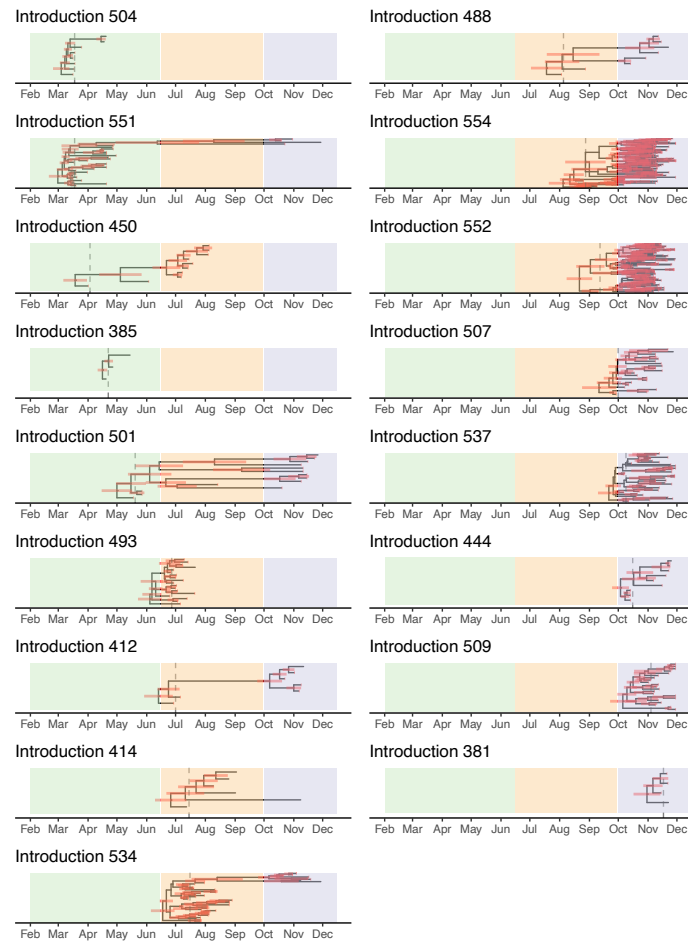 Introduction 504
Feb Mar Apr May Jun Jul Aug Sep Oct Nov Dec
Introduction 551
Feb Mar Apr May Jun Jul Aug Sep Oct Nov Dec
Introduction 450
Feb Mar Apr May Jun Jul Aug Sep Oct Nov Dec
Introduction 385
Feb Mar Apr May Jun Jul Aug Sep Oct Nov Dec
Introduction 501
Feb Mar Apr May Jun Jul Aug Sep Oct Nov Dec
Introduction 493
Feb Mar Apr May Jun Jul Aug Sep Oct Nov Dec
Introduction 412
Feb Mar Apr May Jun Jul Aug Sep Oct Nov Dec
Introduction 414
Feb Mar Apr May Jun Jul Aug Sep Oct Nov Dec
Introduction 534
Feb Mar Apr May Jun Jul Aug Sep Oct Nov Dec
Introduction 488
Feb Mar Apr May Jun Jul Aug Sep Oct Nov Dec
Introduction 554
Feb Mar Apr May Jun Jul Aug Sep Oct Nov Dec
Introduction 552
Feb Mar Apr May Jun Jul Aug Sep Oct Nov Dec
Introduction 507
Feb Mar Apr May Jun Jul Aug Sep Oct Nov Dec
Introduction 537
Feb Mar Apr May Jun Jul Aug Sep Oct Nov Dec
Introduction 444
Feb Mar Apr May Jun Jul Aug Sep Oct Nov Dec
Introduction 509
Feb Mar Apr May Jun Jul Aug Sep Oct Nov Dec
Introduction 381
Feb Mar Apr May Jun Jul Aug Sep Oct Nov Dec